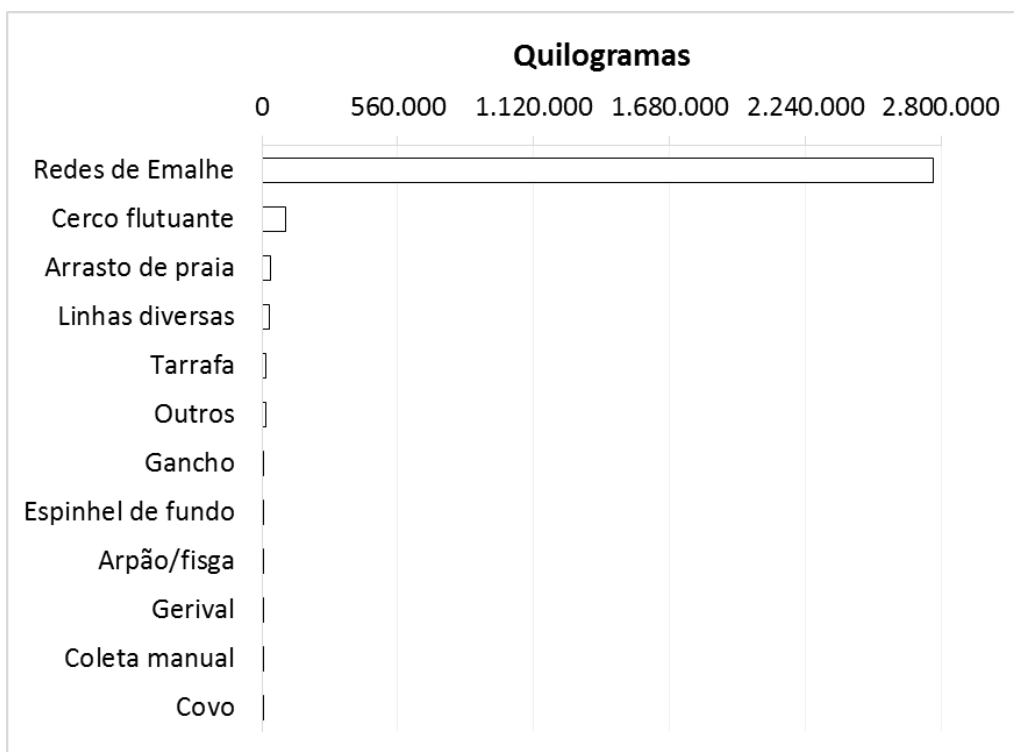 Quilogramas
0 560.000 1.120.000 1.680.000 2.240.000 2.800.000
Redes de Emalhe
Cerco flutuante
Arrasto de praia
Linhas diversas
Tarrafa
Outros
Gancho
Espinhel de fundo
Arpão/fisga
Gerival
Coleta manual
Covo